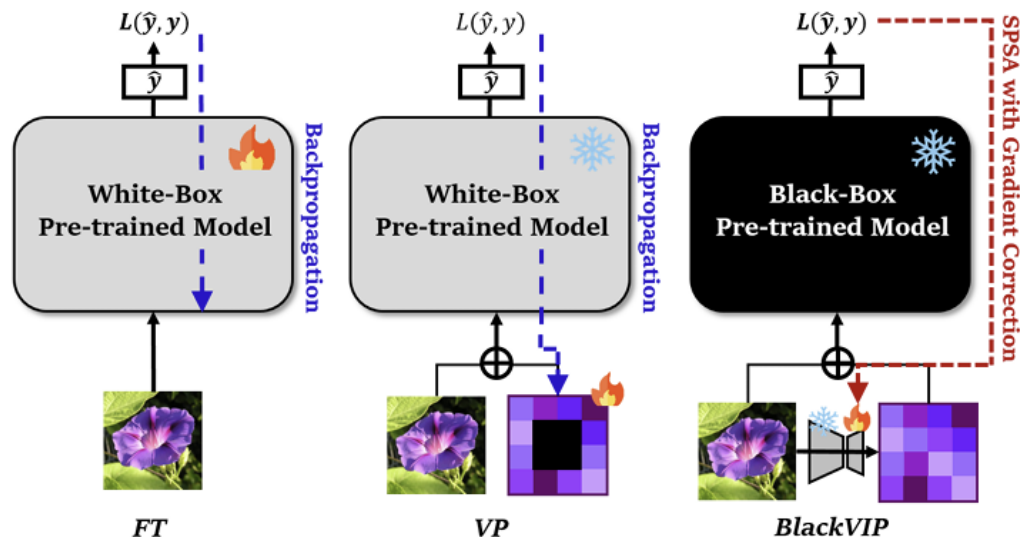 L(ŷ, y)
ŷ
White-Box
Pre-trained Model
Backpropagation
FT
L(ŷ, y)
ŷ
White-Box
Pre-trained Model
Backpropagation
VP
L(ŷ, y)
ŷ
Black-Box
Pre-trained Model
SPSA with Gradient Correction
BlackVIP